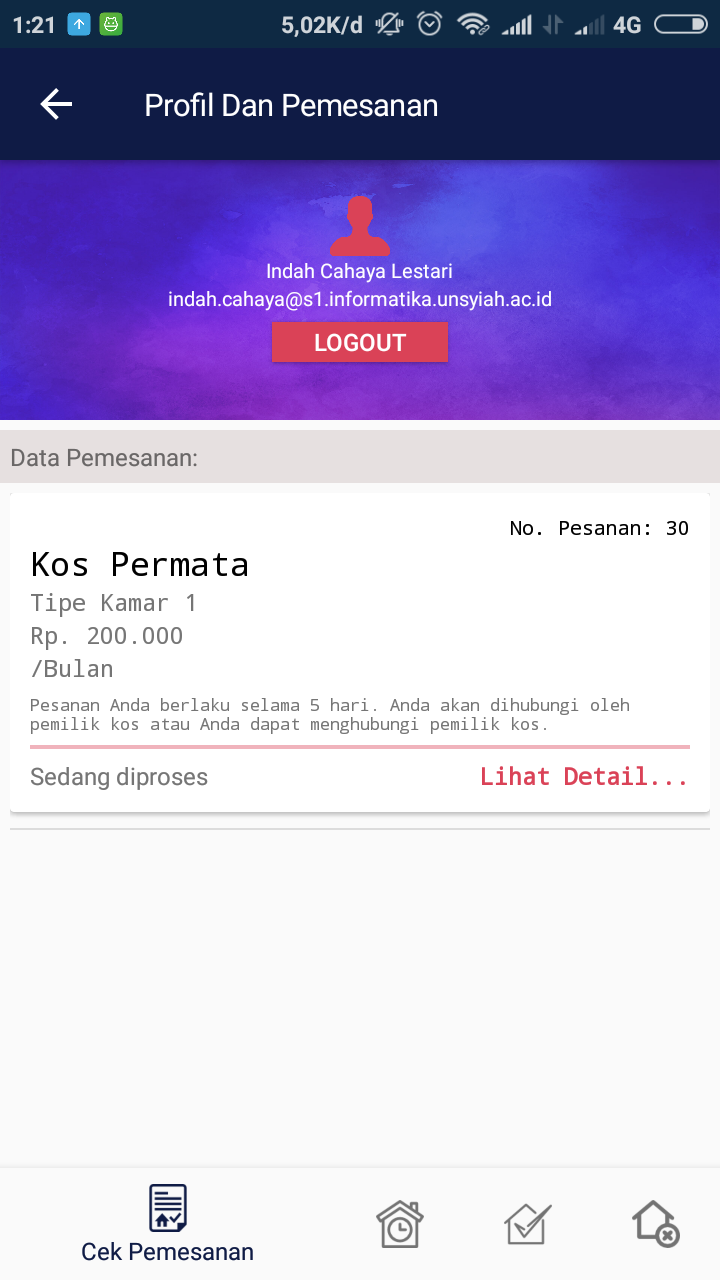 1:21 5,02K/d 4G
Profil Dan Pemesanan
Indah Cahaya Lestari
indah.cahaya@s1.informatika.unsyiah.ac.id
LOGOUT
Data Pemesanan:
No. Pesanan: 30
Kos Permata
Tipe Kamar 1
Rp. 200.000
/Bulan
Pesanan Anda berlaku selama 5 hari. Anda akan dihubungi oleh
pemilik kos atau Anda dapat menghubungi pemilik kos.
Sedang diproses Lihat Detail...
Cek Pemesanan